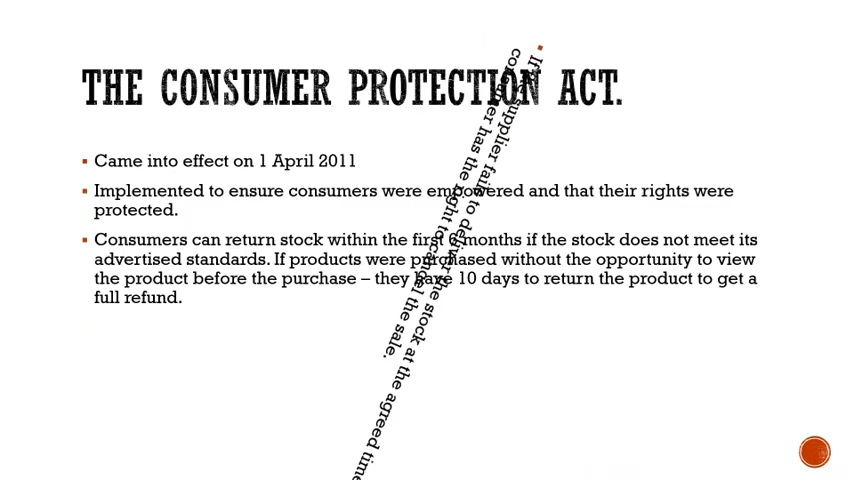 THE CONSUMER PROTECTION ACT.
Came into effect on 1 April 2011
Implemented to ensure consumers were empowered and that their rights were
protected.
Consumers can return stock within the first 6 months if the stock does not meet its
advertised standards. If products were purchased without the opportunity to view
the product before the purchase – they have 10 days to return the product to get a
full refund.
If the supplier fails to deliver the stock at the agreed time
consumer has the right to cancel the sale.